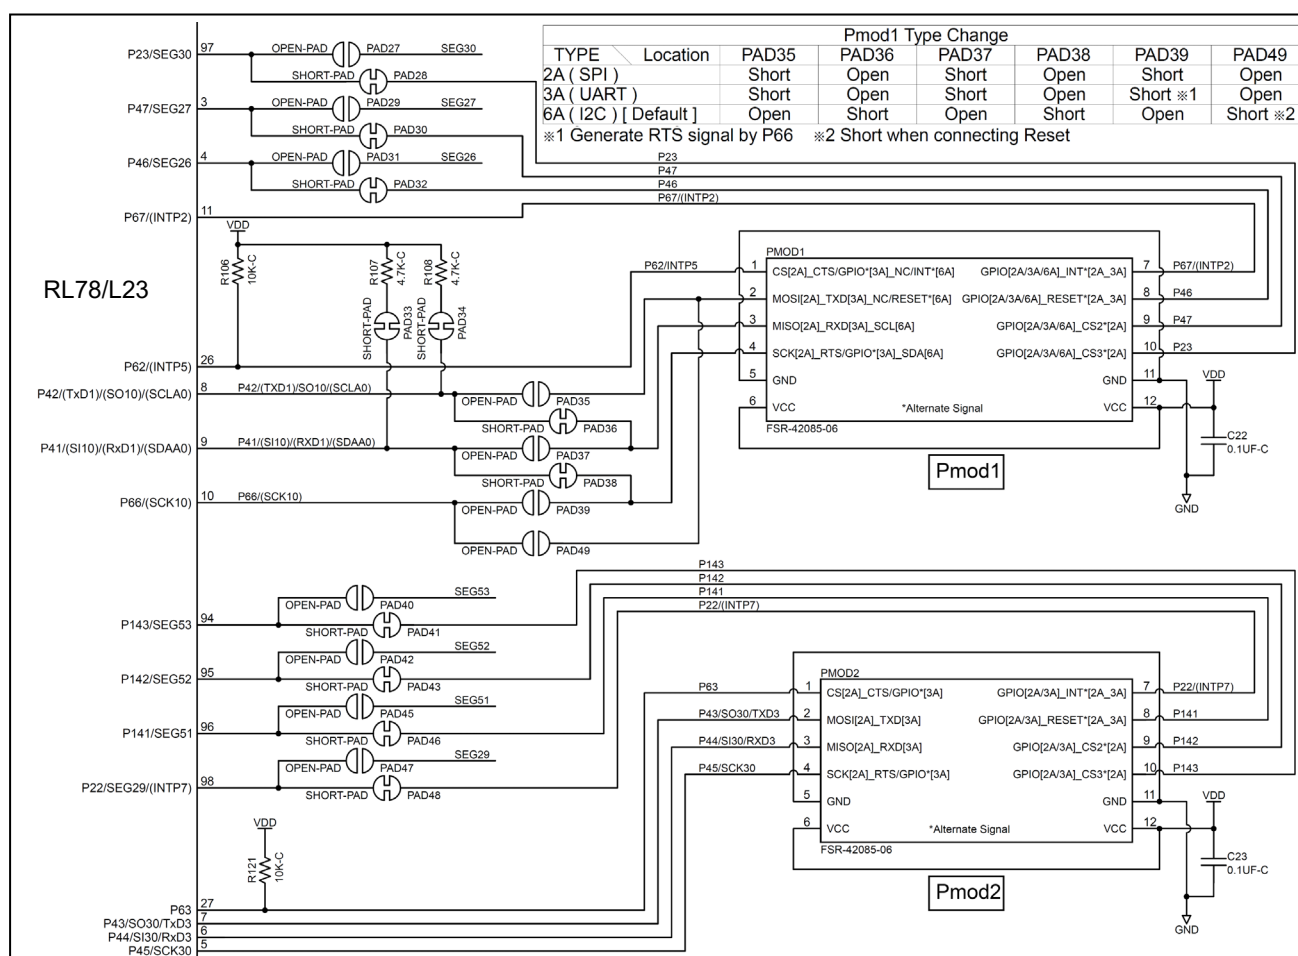 Pmod1 Type Change
TYPE Location PAD35 PAD36 PAD37 PAD38 PAD39 PAD49
2A ( SPI ) Short Open Short Open Short Open
3A ( UART ) Short Open Short Open Short ※1 Open
6A ( I2C ) [ Default ] Open Short Open Short Open Short ※2
※1 Generate RTS signal by P66 ※2 Short when connecting Reset
P23/SEG30 97 OPEN-PAD PAD27 SEG30
SHORT-PAD PAD28
P47/SEG27 3 OPEN-PAD PAD29 SEG27
SHORT-PAD PAD30
P46/SEG26 4 OPEN-PAD PAD31 SEG26
SHORT-PAD PAD32
P23
P47
P46
P67/(INTP2)
P67/(INTP2) 11
VDD
R106
10K-C
R107
4.7K-C
R108
4.7K-C
SHORT-PAD
PAD33
SHORT-PAD
PAD34
RL78/L23
P62/(INTP5) 26
P42/(TxD1)/(SO10)/(SCLA0) 8 P42/(TXD1)/SO10/(SCLA0)
OPEN-PAD PAD35
SHORT-PAD PAD36
P41/(SI10)/(RxD1)/(SDAA0) 9 P41/(SI10)/(RXD1)/(SDAA0)
OPEN-PAD PAD37
SHORT-PAD PAD38
P66/(SCK10) 10 P66/(SCK10)
OPEN-PAD PAD39
OPEN-PAD PAD49
PMOD1
P62/INTP5 1 CS[2A]_CTS/GPIO*[3A]_NC/INT*[6A] GPIO[2A/3A/6A]_INT*[2A_3A] 7 P67/(INTP2)
2 MOSI[2A]_TXD[3A]_NC/RESET*[6A] GPIO[2A/3A/6A]_RESET*[2A_3A] 8 P46
3 MISO[2A]_RXD[3A]_SCL[6A] GPIO[2A/3A/6A]_CS2*[2A] 9 P47
4 SCK[2A]_RTS/GPIO*[3A]_SDA[6A] GPIO[2A/3A/6A]_CS3*[2A] 10 P23
5 GND GND 11
6 VCC *Alternate Signal VCC 12
FSR-42085-06
Pmod1
VDD
C22
0.1UF-C
GND
P143
P142
P141
P22/(INTP7)
SEG53
OPEN-PAD PAD40
P143/SEG53 94
SHORT-PAD PAD41
SEG52
OPEN-PAD PAD42
P142/SEG52 95
SHORT-PAD PAD43
SEG51
OPEN-PAD PAD45
P141/SEG51 96
SHORT-PAD PAD46
SEG29
OPEN-PAD PAD47
P22/SEG29/(INTP7) 98
SHORT-PAD PAD48
VDD
R121
10K-C
P63 27
P43/SO30/TxD3 7
P44/SI30/RxD3 6
P45/SCK30 5
PMOD2
P63 1 CS[2A]_CTS/GPIO*[3A] GPIO[2A/3A]_INT*[2A_3A] 7 P22/(INTP7)
P43/SO30/TXD3 2 MOSI[2A]_TXD[3A] GPIO[2A/3A]_RESET*[2A_3A] 8 P141
P44/SI30/RXD3 3 MISO[2A]_RXD[3A] GPIO[2A/3A]_CS2*[2A] 9 P142
P45/SCK30 4 SCK[2A]_RTS/GPIO*[3A] GPIO[2A/3A]_CS3*[2A] 10 P143
5 GND GND 11
6 VCC *Alternate Signal VCC 12
FSR-42085-06
Pmod2
VDD
C23
0.1UF-C
GND